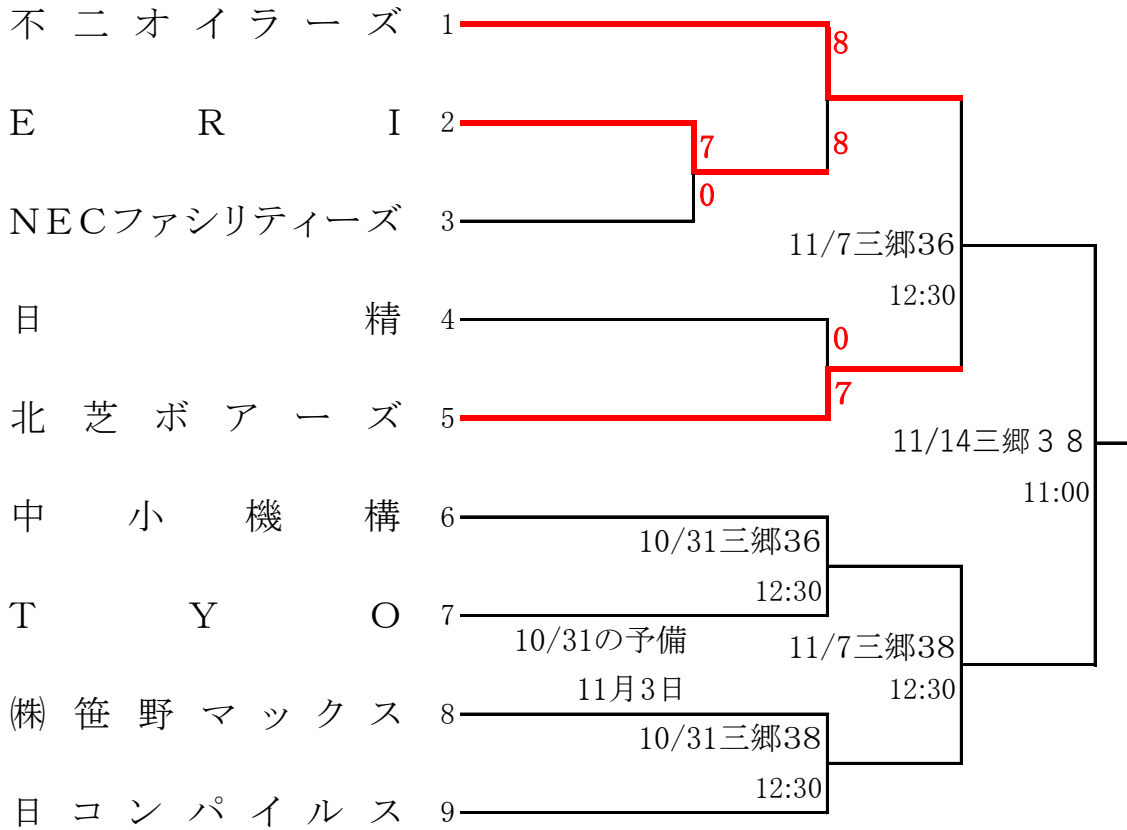 不二オイラーズ 1
8
ERI 2
7
8
0
NECファシリティーズ 3
11/7三郷36
12:30
日精 4
0
7
北芝ボアーズ 5
11/14三郷３８
11:00
中小機構 6
10/31三郷36
12:30
TYO 7
10/31の予備
11月3日
11/7三郷38
12:30
㈱笹野マックス 8
10/31三郷38
12:30
日コンパイルス 9